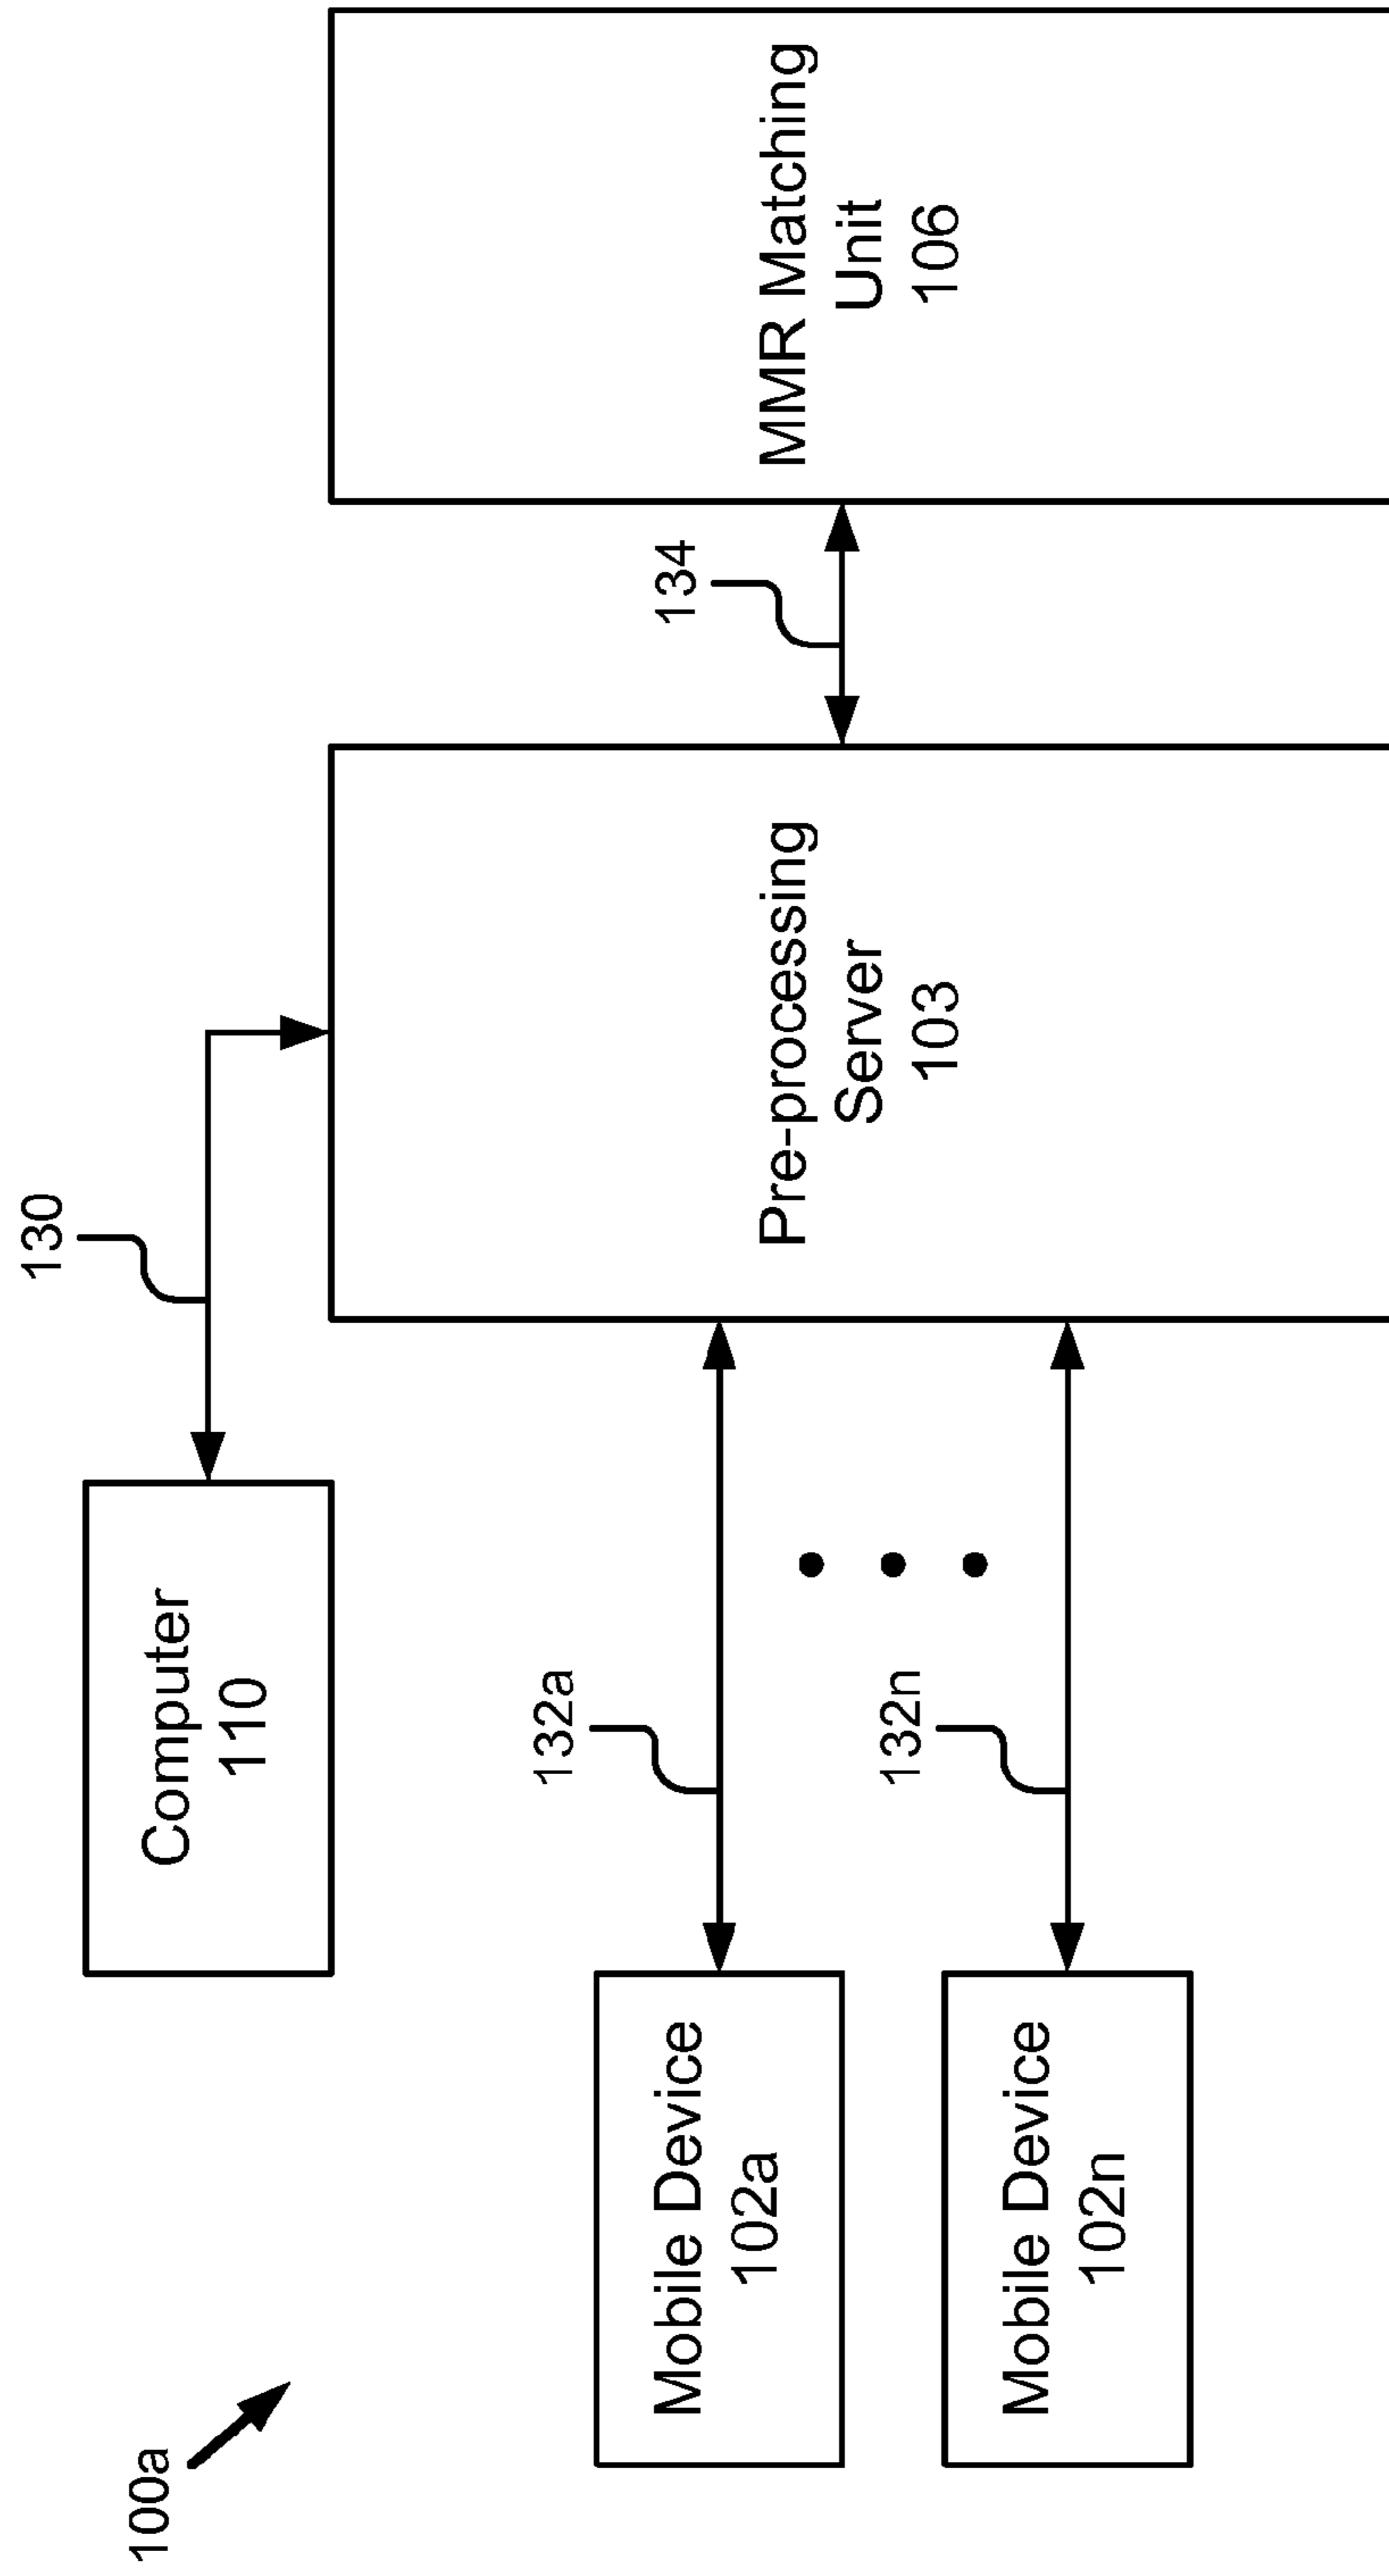 100a
Computer
110
130
Mobile Device
102a
132a
Mobile Device
102n
132n
Pre-processing
Server
103
134
MMR Matching
Unit
106